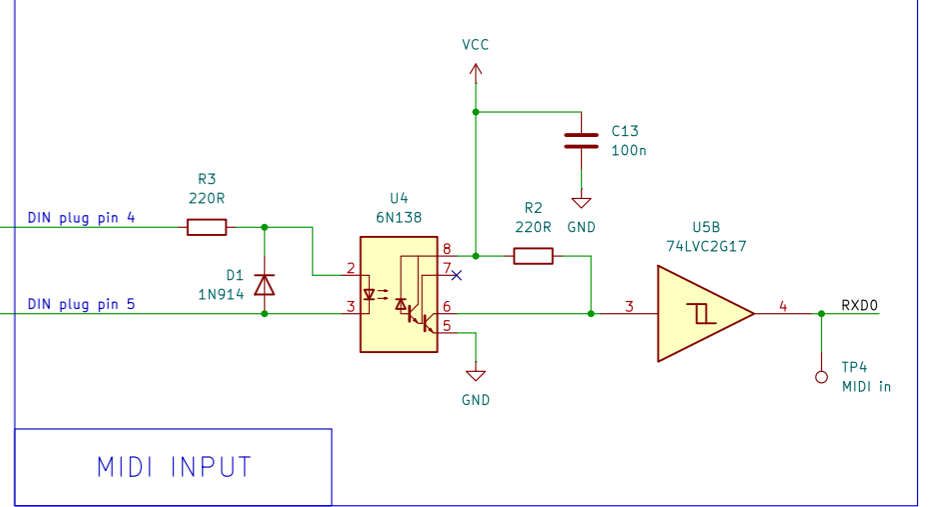 VCC
C13
100n
R3
220R
DIN plug pin 4
U4
6N138
R2
220R
GND
U5B
74LVC2G17
8
7
2
D1
1N914
DIN plug pin 5
3
6
5
3
4
RXD0
GND
TP4
MIDI in
MIDI INPUT